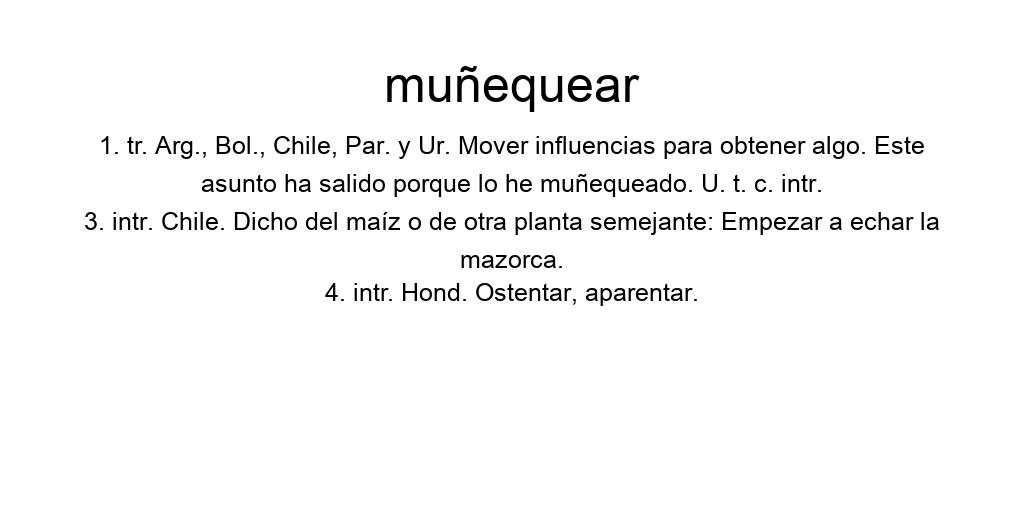 muñequear
1. tr. Arg., Bol., Chile, Par. y Ur. Mover influencias para obtener algo. Este
asunto ha salido porque lo he muñequeado. U. t. c. intr.
3. intr. Chile. Dicho del maíz o de otra planta semejante: Empezar a echar la
mazorca.
4. intr. Hond. Ostentar, aparentar.